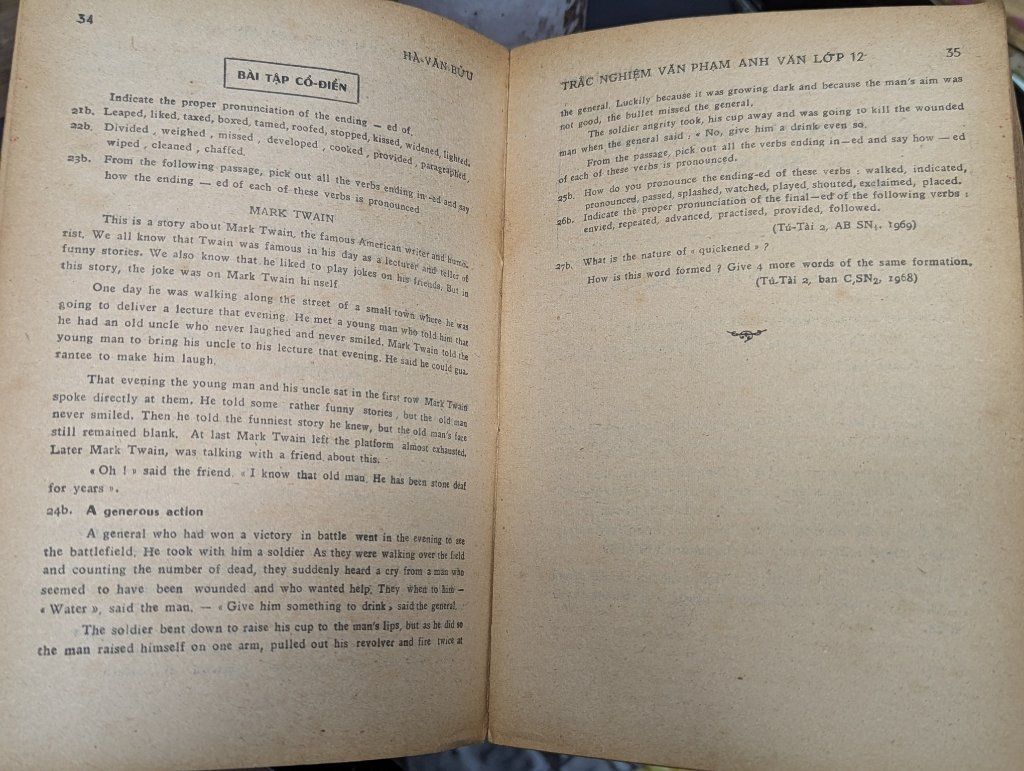 34
HÀ-VĂN-BỬU
BÀI TẬP CỔ-ĐIỂN
Indicate the proper pronunciation of the ending — ed of.
21b. Leaped, liked, taxed, boxed, tamed, roofed, stopped, kissed, widened, lighted,
22b. Divided , weighed , missed , developed , cooked , provided , paragraphed,
wiped , cleaned , chaffed.
23b. From the following passage, pick out all the verbs ending in-ed and say
how the ending — ed of each of these verbs is pronounced.
MARK TWAIN
This is a story about Mark Twain, the famous American writer and humo-
rist. We all know that Twain was famous in his day as a lecturer and teller of
funny stories. We also know that he liked to play jokes on his friends. But in
this story, the joke was on Mark Twain hi nself
One day he was walking along the street of a small town where he was
going to deliver a lecture that evening. He met a young man who told him that
he had an old uncle who never laughed and never smiled. Mark Twain told the
young man to bring his uncle to his lecture that evening. He said he could gua-
rantee to make him laugh.
That evening the young man and his uncle sat in the first row Mark Twain
spoke directly at them. He told some rather funny stories , but the old man
never smiled. Then he told the funniest story he knew, but the old man's face
still remained blank. At last Mark Twain left the platform almost exhausted.
Later Mark Twain, was talking with a friend about this.
« Oh ! » said the friend. « I know that old man. He has been stone deaf
for years ».
24b. A generous action
A general who had won a victory in battle went in the evening to see
the battlefield. He took with him a soldier As they were walking over the field
and counting the number of dead, they suddenly heard a cry from a man who
seemed to have been wounded and who wanted help. They when to him —
« Water », said the man. — « Give him something to drink, said the general.
The soldier bent down to raise his cup to the man's lips, but as he did so
the man raised himself on one arm, pulled out his revolver and fire twice at
TRẮC NGHIỆM VĂN PHẠM ANH VĂN LỚP 12
35
the general. Luckily because it was growing dark and because the man's aim was
not good, the bullet missed the general.
The soldier angrity took, his cup away and was going to kill the wounded
man when the general said : « No, give him a drink even so.
From the passage, pick out all the verbs ending in—ed and say how — ed
of each of these verbs is pronounced.
25b. How do you pronounce the ending-ed of these verbs : walked, indicated,
pronounced, passed, splashed, watched, played, shouted, exclaimed, placed.
26b. Indicate the proper pronunciation of the final—ed of the following verbs :
envied, repeated, advanced, practised, provided, followed.
(Tú-Tài 2, AB SN1. 1969)
27b. What is the nature of « quickened » ?
How is this word formed ? Give 4 more words of the same formation.
(Tú-Tài 2, ban C,SN2, 1968)